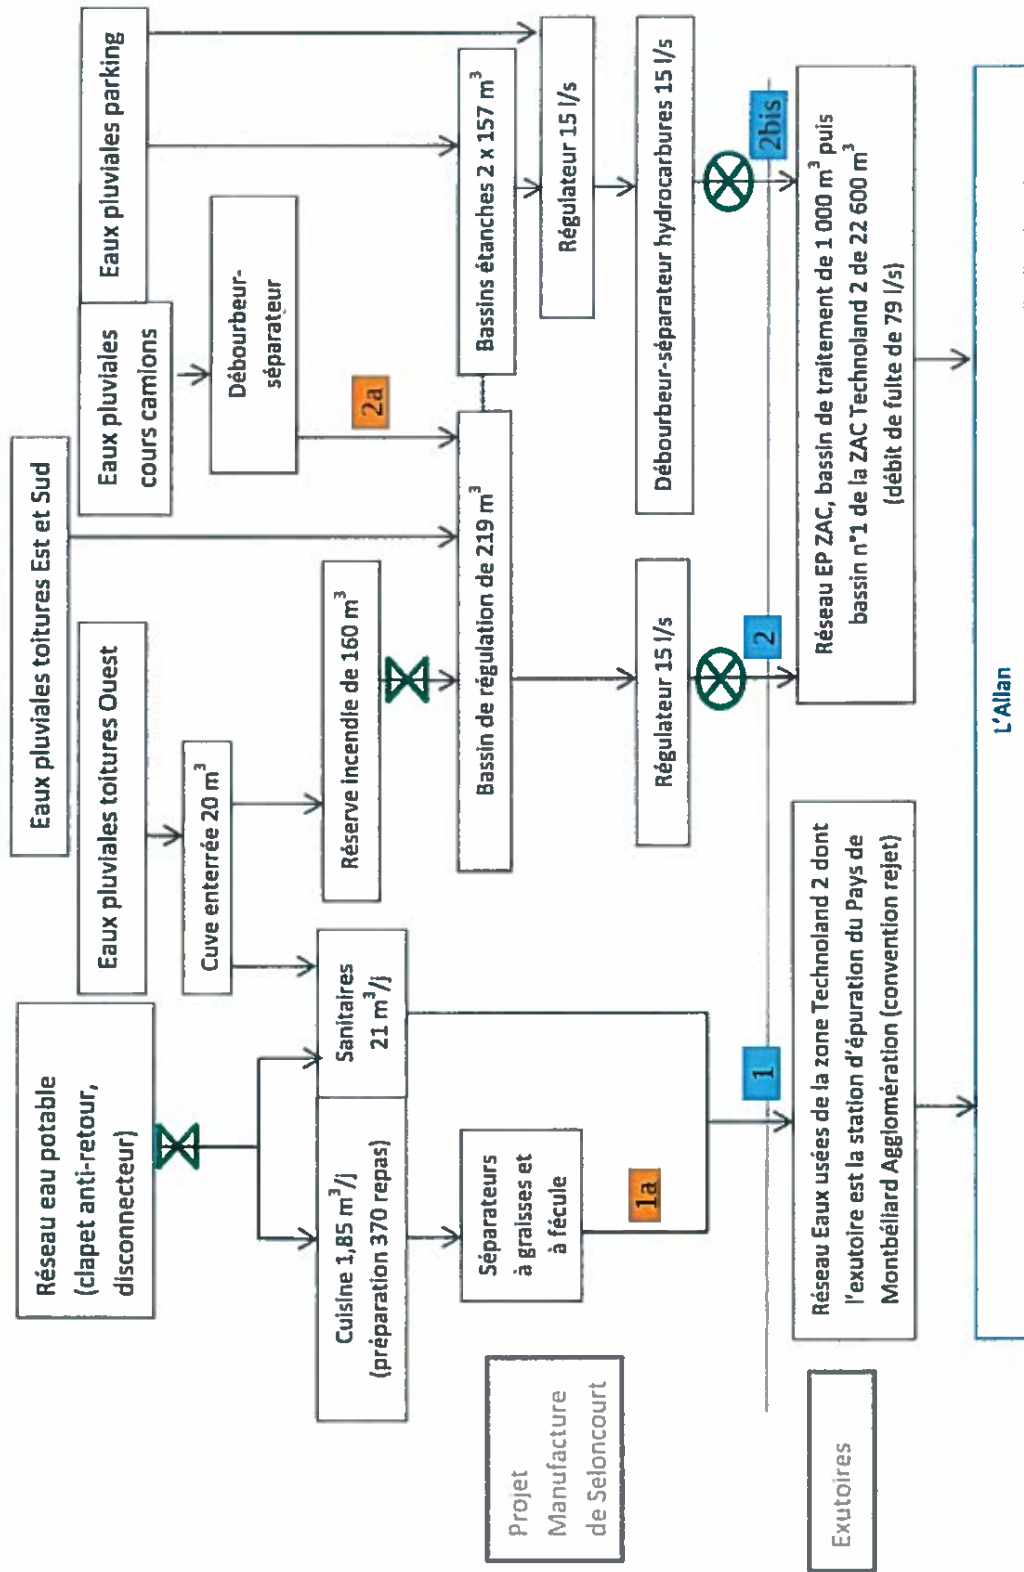 Réseau eau potable
(clapet anti-retour,
disconnecteur)
Eaux pluviales toitures Est et Sud
Eaux pluviales toitures Ouest
Eaux pluviales
cours camions
Eaux pluviales parking
Cuve enterrée 20 m³
Débourbeur-
séparateur
Cuisine 1,85 m³/j
(préparation 370 repas)
Sanitaires
21 m³/j
Réserve incendie de 160 m³
2a
Séparateurs
à graisses et
à fécule
Bassin de régulation de 219 m³
Bassins étanches 2 x 157 m³
Régulateur 15 l/s
1a
Projet
Manufacture
de Seloncourt
Régulateur 15 l/s
Débourbeur-séparateur hydrocarbures 15 l/s
1
2
2bis
Exutoires
Réseau Eaux usées de la zone Technoland 2 dont
l'exutoire est la station d'épuration du Pays de
Montbéliard Agglomération (convention rejet)
Réseau EP ZAC, bassin de traitement de 1 000 m³ puis
bassin n°1 de la ZAC Technoland 2 de 22 600 m³
(débit de fuite de 79 l/s)
L'Allan